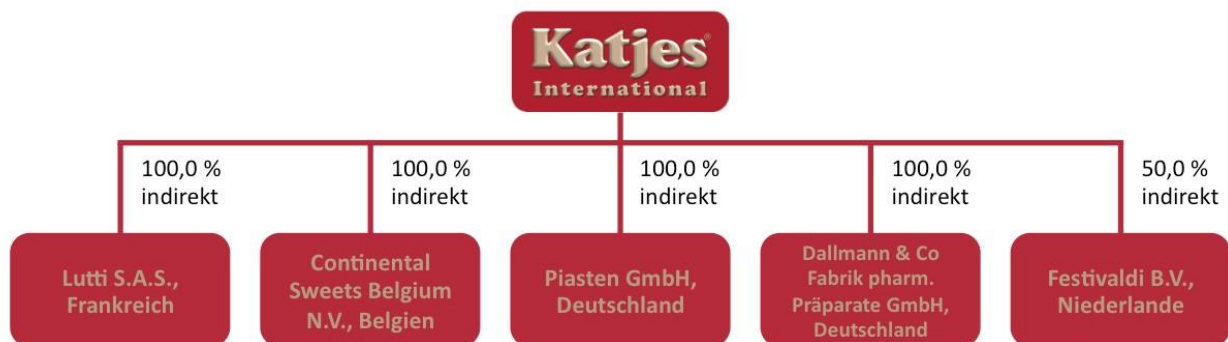 Katjes®
International
100,0 %
indirekt
100,0 %
indirekt
100,0 %
indirekt
100,0 %
indirekt
50,0 %
indirekt
Lutti S.A.S.,
Frankreich
Continental
Sweets Belgium
N.V., Belgien
Piasten GmbH,
Deutschland
Dallmann & Co
Fabrik pharm.
Präparate GmbH,
Deutschland
Festivaldi B.V.,
Niederlande